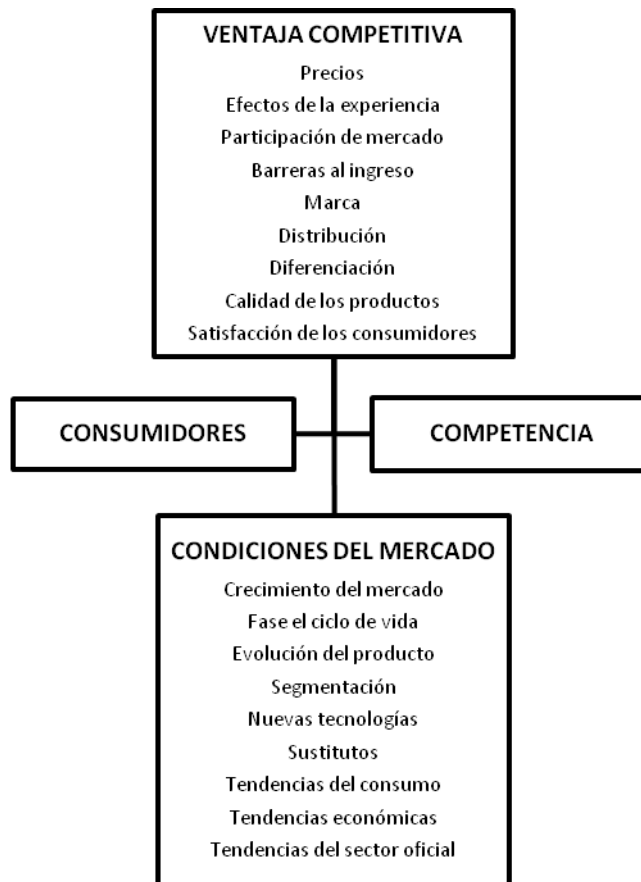 VENTAJA COMPETITIVA
Precios
Efectos de la experiencia
Participación de mercado
Barreras al ingreso
Marca
Distribución
Diferenciación
Calidad de los productos
Satisfacción de los consumidores
CONSUMIDORES
COMPETENCIA
CONDICIONES DEL MERCADO
Crecimiento del mercado
Fase el ciclo de vida
Evolución del producto
Segmentación
Nuevas tecnologías
Sustitutos
Tendencias del consumo
Tendencias económicas
Tendencias del sector oficial